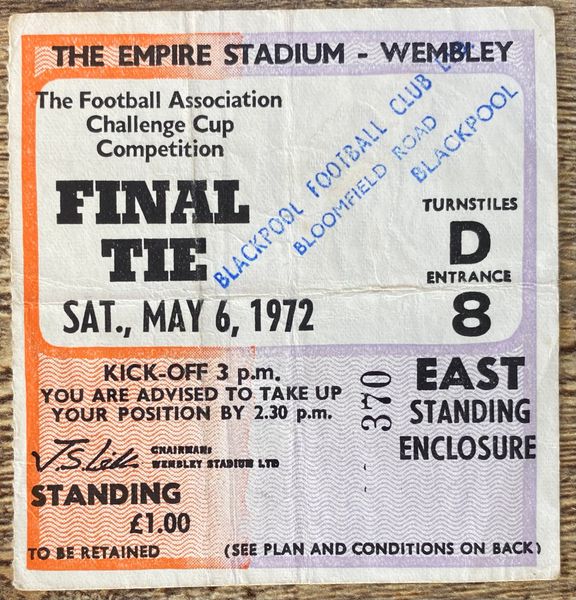 THE EMPIRE STADIUM - WEMBLEY
The Football Association
Challenge Cup
Competition
FINAL
TIE
SAT., MAY 6, 1972
BLACKPOOL FOOTBALL CLUB LTD.
BLOOMFIELD ROAD
BLACKPOOL
TURNSTILES
D
ENTRANCE
8
KICK-OFF 3 p.m.
YOU ARE ADVISED TO TAKE UP
YOUR POSITION BY 2.30 p.m.
370
EAST
STANDING
ENCLOSURE
CHAIRMAN:
WEMBLEY STADIUM LTD
STANDING
£1.00
TO BE RETAINED
(SEE PLAN AND CONDITIONS ON BACK)